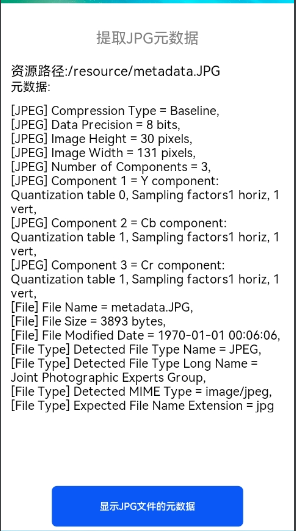 提取JPG元数据
资源路径:/resource/metadata.JPG
元数据:
[JPEG] Compression Type = Baseline,
[JPEG] Data Precision = 8 bits,
[JPEG] Image Height = 30 pixels,
[JPEG] Image Width = 131 pixels,
[JPEG] Number of Components = 3,
[JPEG] Component 1 = Y component:
Quantization table 0, Sampling factors1 horiz, 1
vert,
[JPEG] Component 2 = Cb component:
Quantization table 1, Sampling factors1 horiz, 1
vert,
[JPEG] Component 3 = Cr component:
Quantization table 1, Sampling factors1 horiz, 1
vert,
[File] File Name = metadata.JPG,
[File] File Size = 3893 bytes,
[File] File Modified Date = 1970-01-01 00:06:06,
[File Type] Detected File Type Name = JPEG,
[File Type] Detected File Type Long Name =
Joint Photographic Experts Group,
[File Type] Detected MIME Type = image/jpeg,
[File Type] Expected File Name Extension = jpg
显示JPG文件的元数据